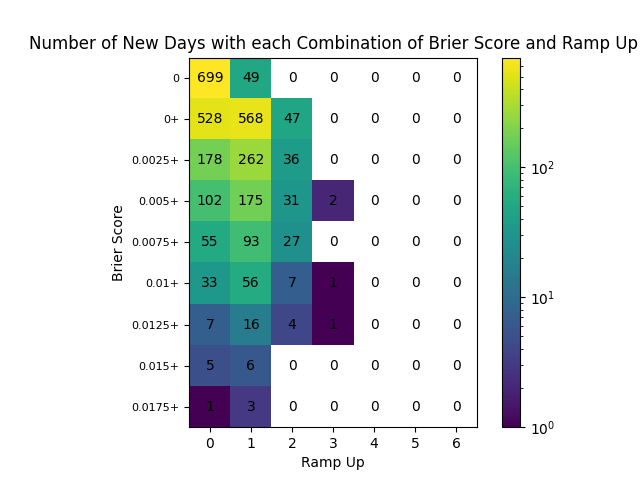 Number of New Days with each Combination of Brier Score and Ramp Up
0 699 49 0 0 0 0 0
0+ 528 568 47 0 0 0 0
0.0025+ 178 262 36 0 0 0 0
0.005+ 102 175 31 2 0 0 0
0.0075+ 55 93 27 0 0 0 0
0.01+ 33 56 7 1 0 0 0
0.0125+ 7 16 4 1 0 0 0
0.015+ 5 6 0 0 0 0 0
0.0175+ 1 3 0 0 0 0 0
0 1 2 3 4 5 6
Ramp Up
Brier Score
10²
10¹
10⁰